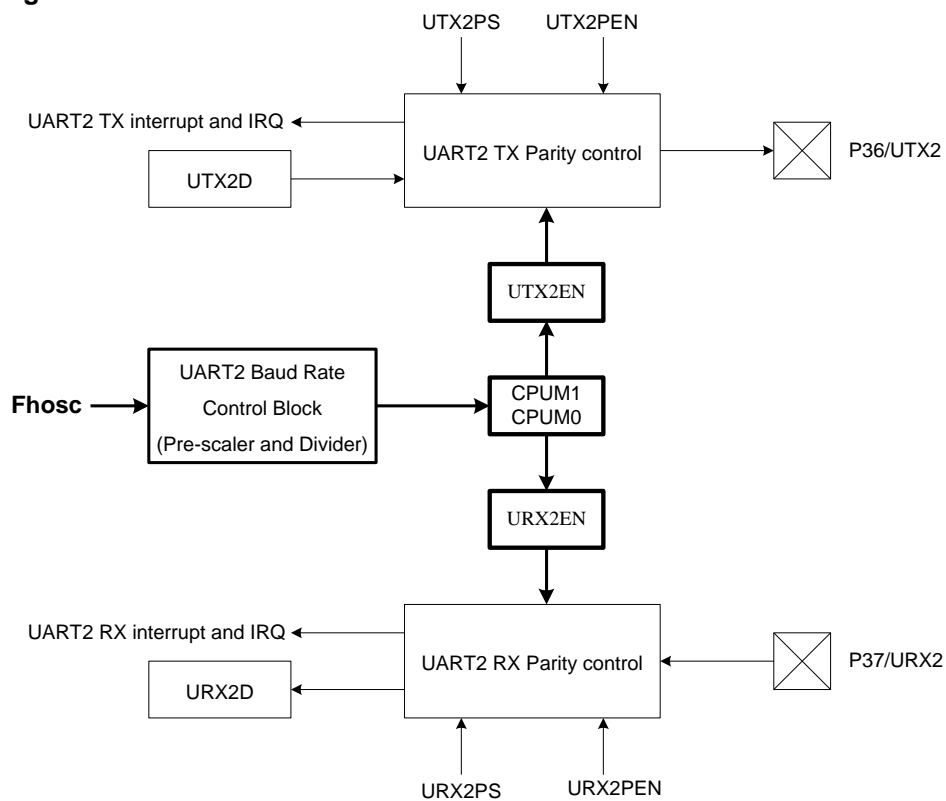 g
UTX2PS
UTX2PEN
UART2 TX interrupt and IRQ
UART2 TX Parity control
P36/UTX2
UTX2D
UTX2EN
UART2 Baud Rate
Control Block
(Pre-scaler and Divider)
Fhosc
CPUM1
CPUM0
URX2EN
UART2 RX interrupt and IRQ
UART2 RX Parity control
P37/URX2
URX2D
URX2PS
URX2PEN